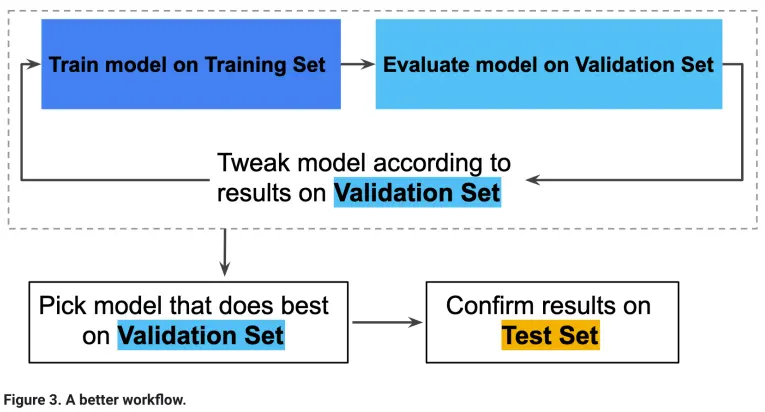 Train model on Training Set
Evaluate model on Validation Set
Tweak model according to
results on Validation Set
Pick model that does best
on Validation Set
Confirm results on
Test Set
Figure 3. A better workflow.